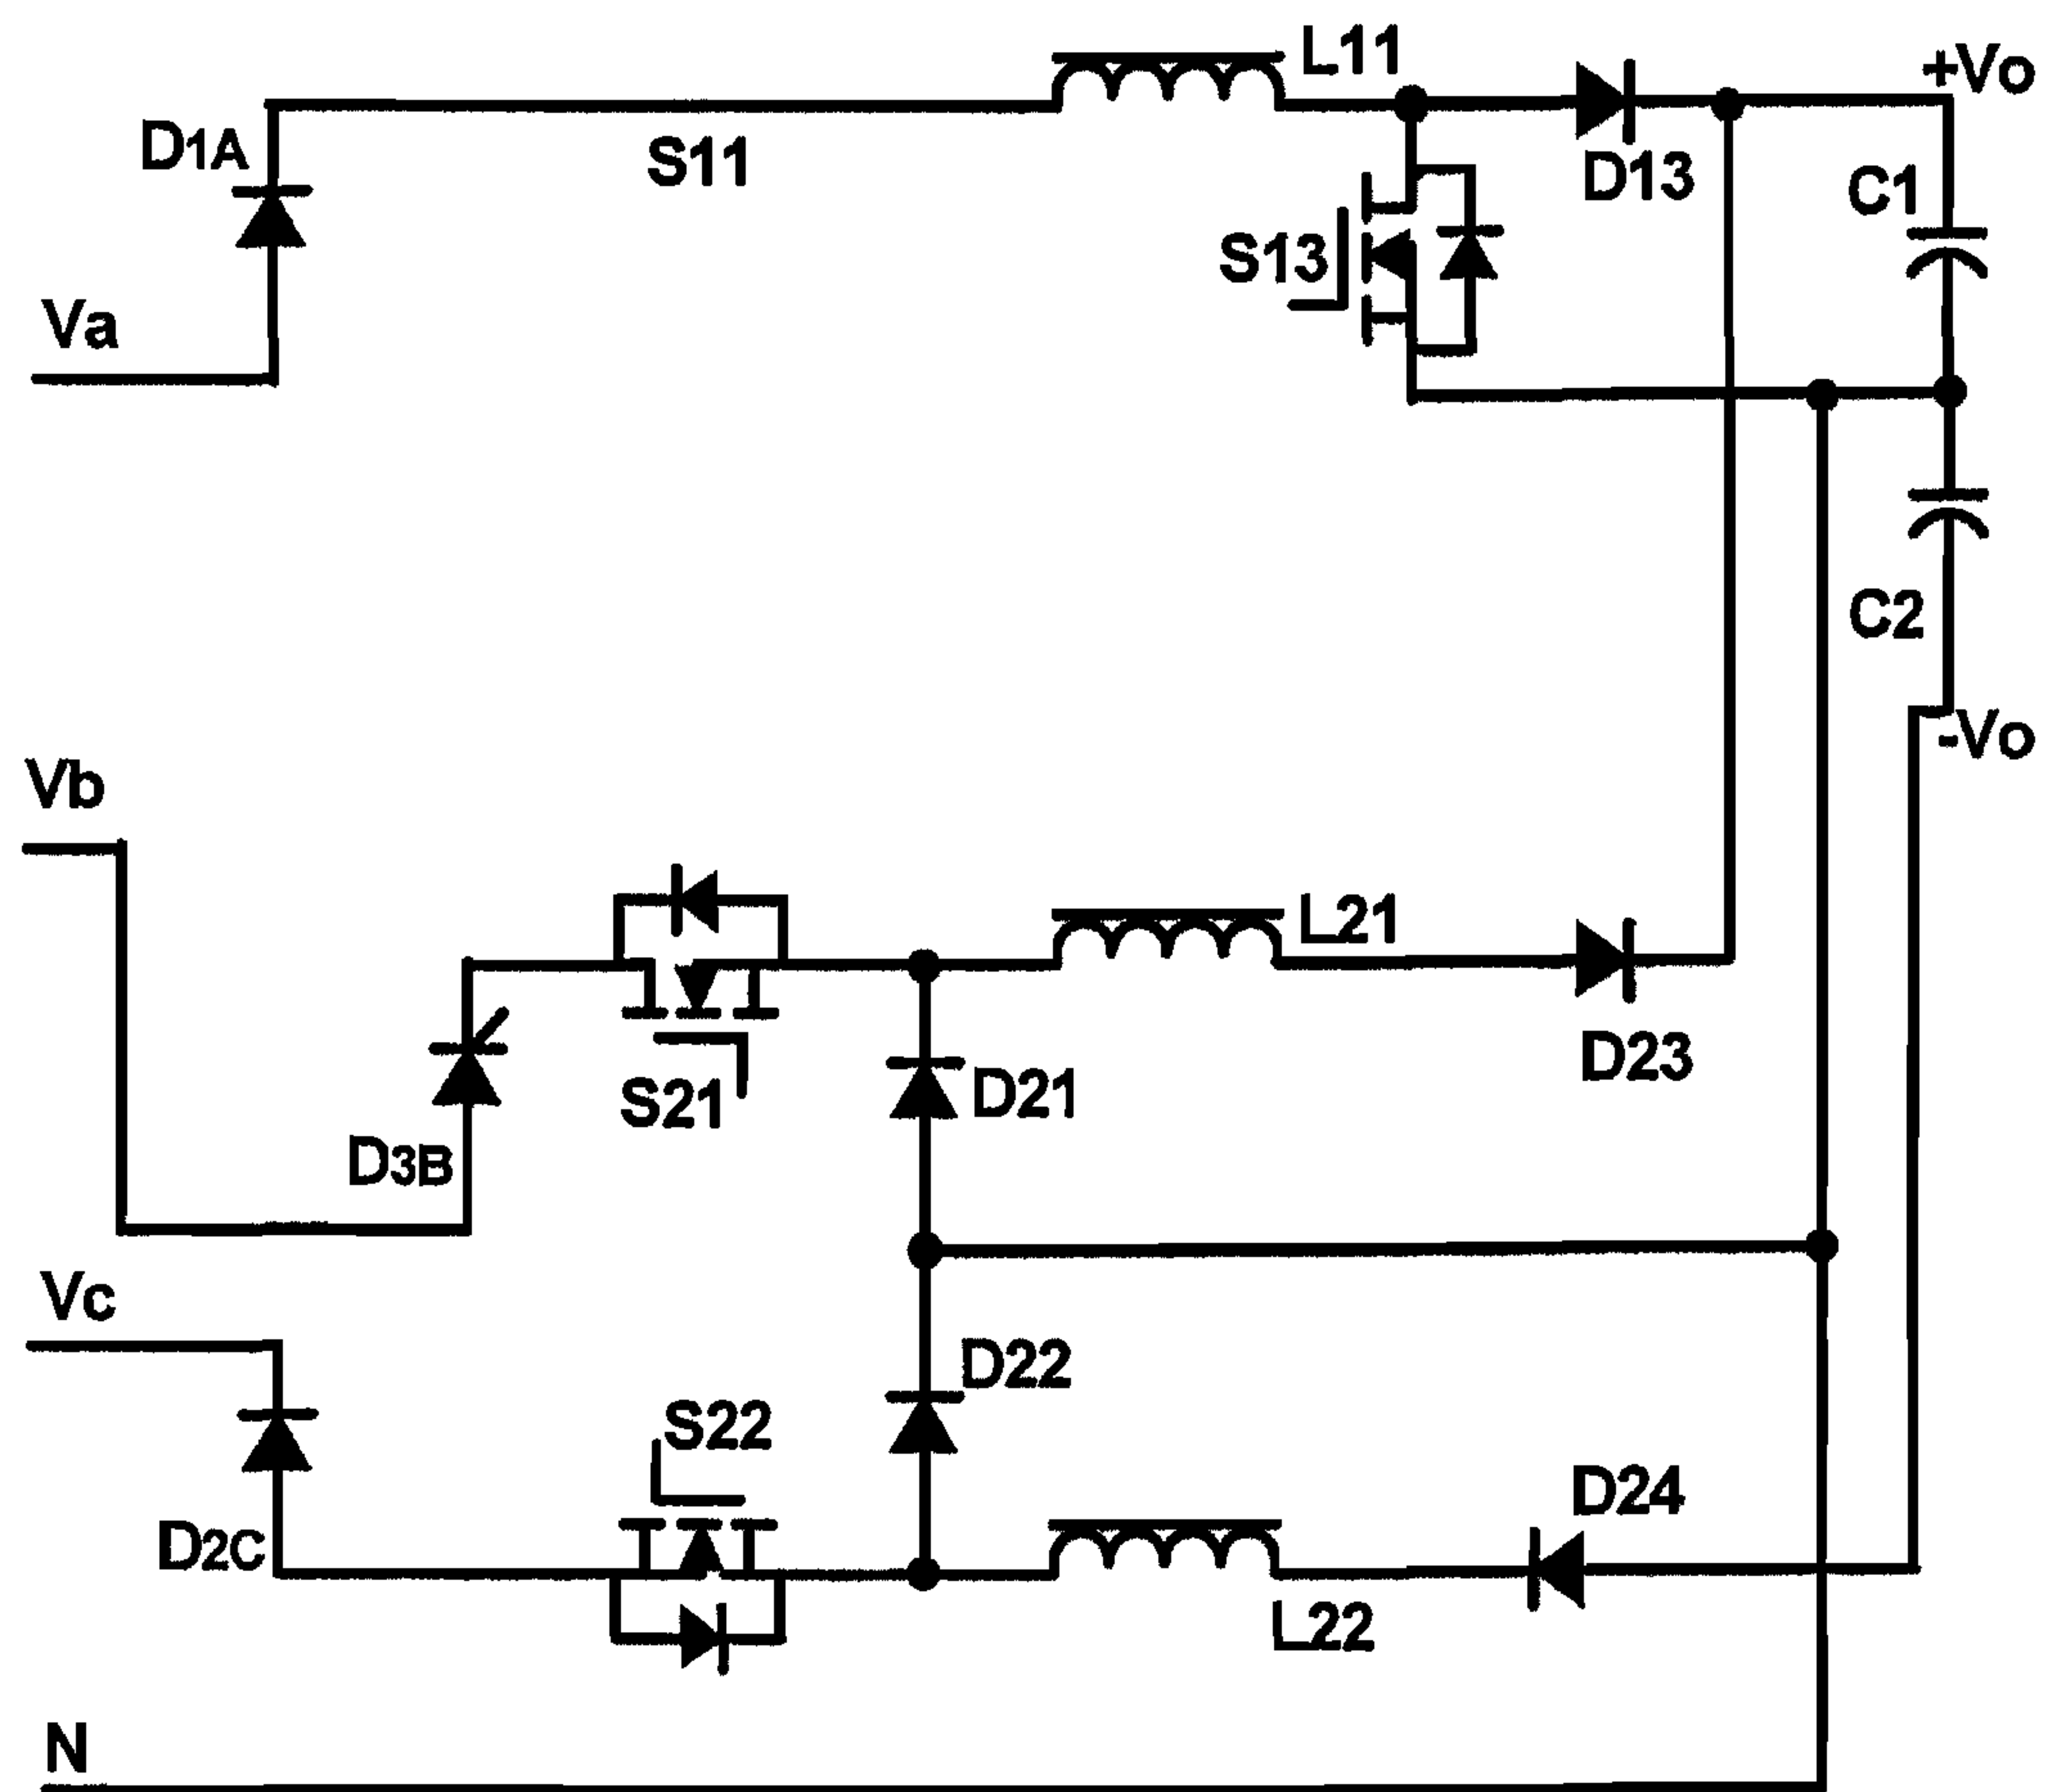 L11
+Vo
D1A
S11
D13
C1
S13
Va
C2
-Vo
Vb
L21
D23
S21
D21
D3B
Vc
D22
S22
D24
D2C
L22
N